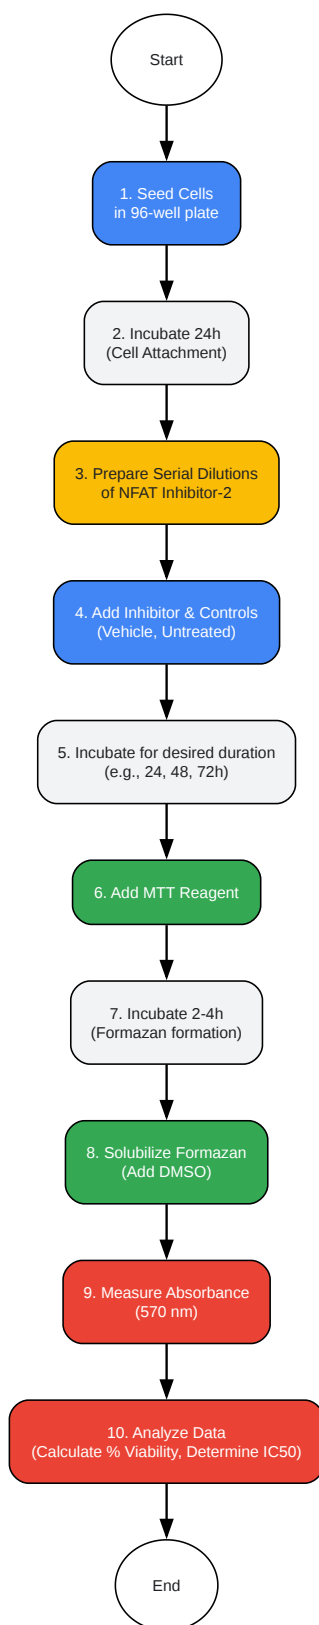 Start
1. Seed Cells
in 96-well plate
2. Incubate 24h
(Cell Attachment)
3. Prepare Serial Dilutions
of NFAT Inhibitor-2
4. Add Inhibitor & Controls
(Vehicle, Untreated)
5. Incubate for desired duration
(e.g., 24, 48, 72h)
6. Add MTT Reagent
7. Incubate 2-4h
(Formazan formation)
8. Solubilize Formazan
(Add DMSO)
9. Measure Absorbance
(570 nm)
10. Analyze Data
(Calculate % Viability, Determine IC50)
End